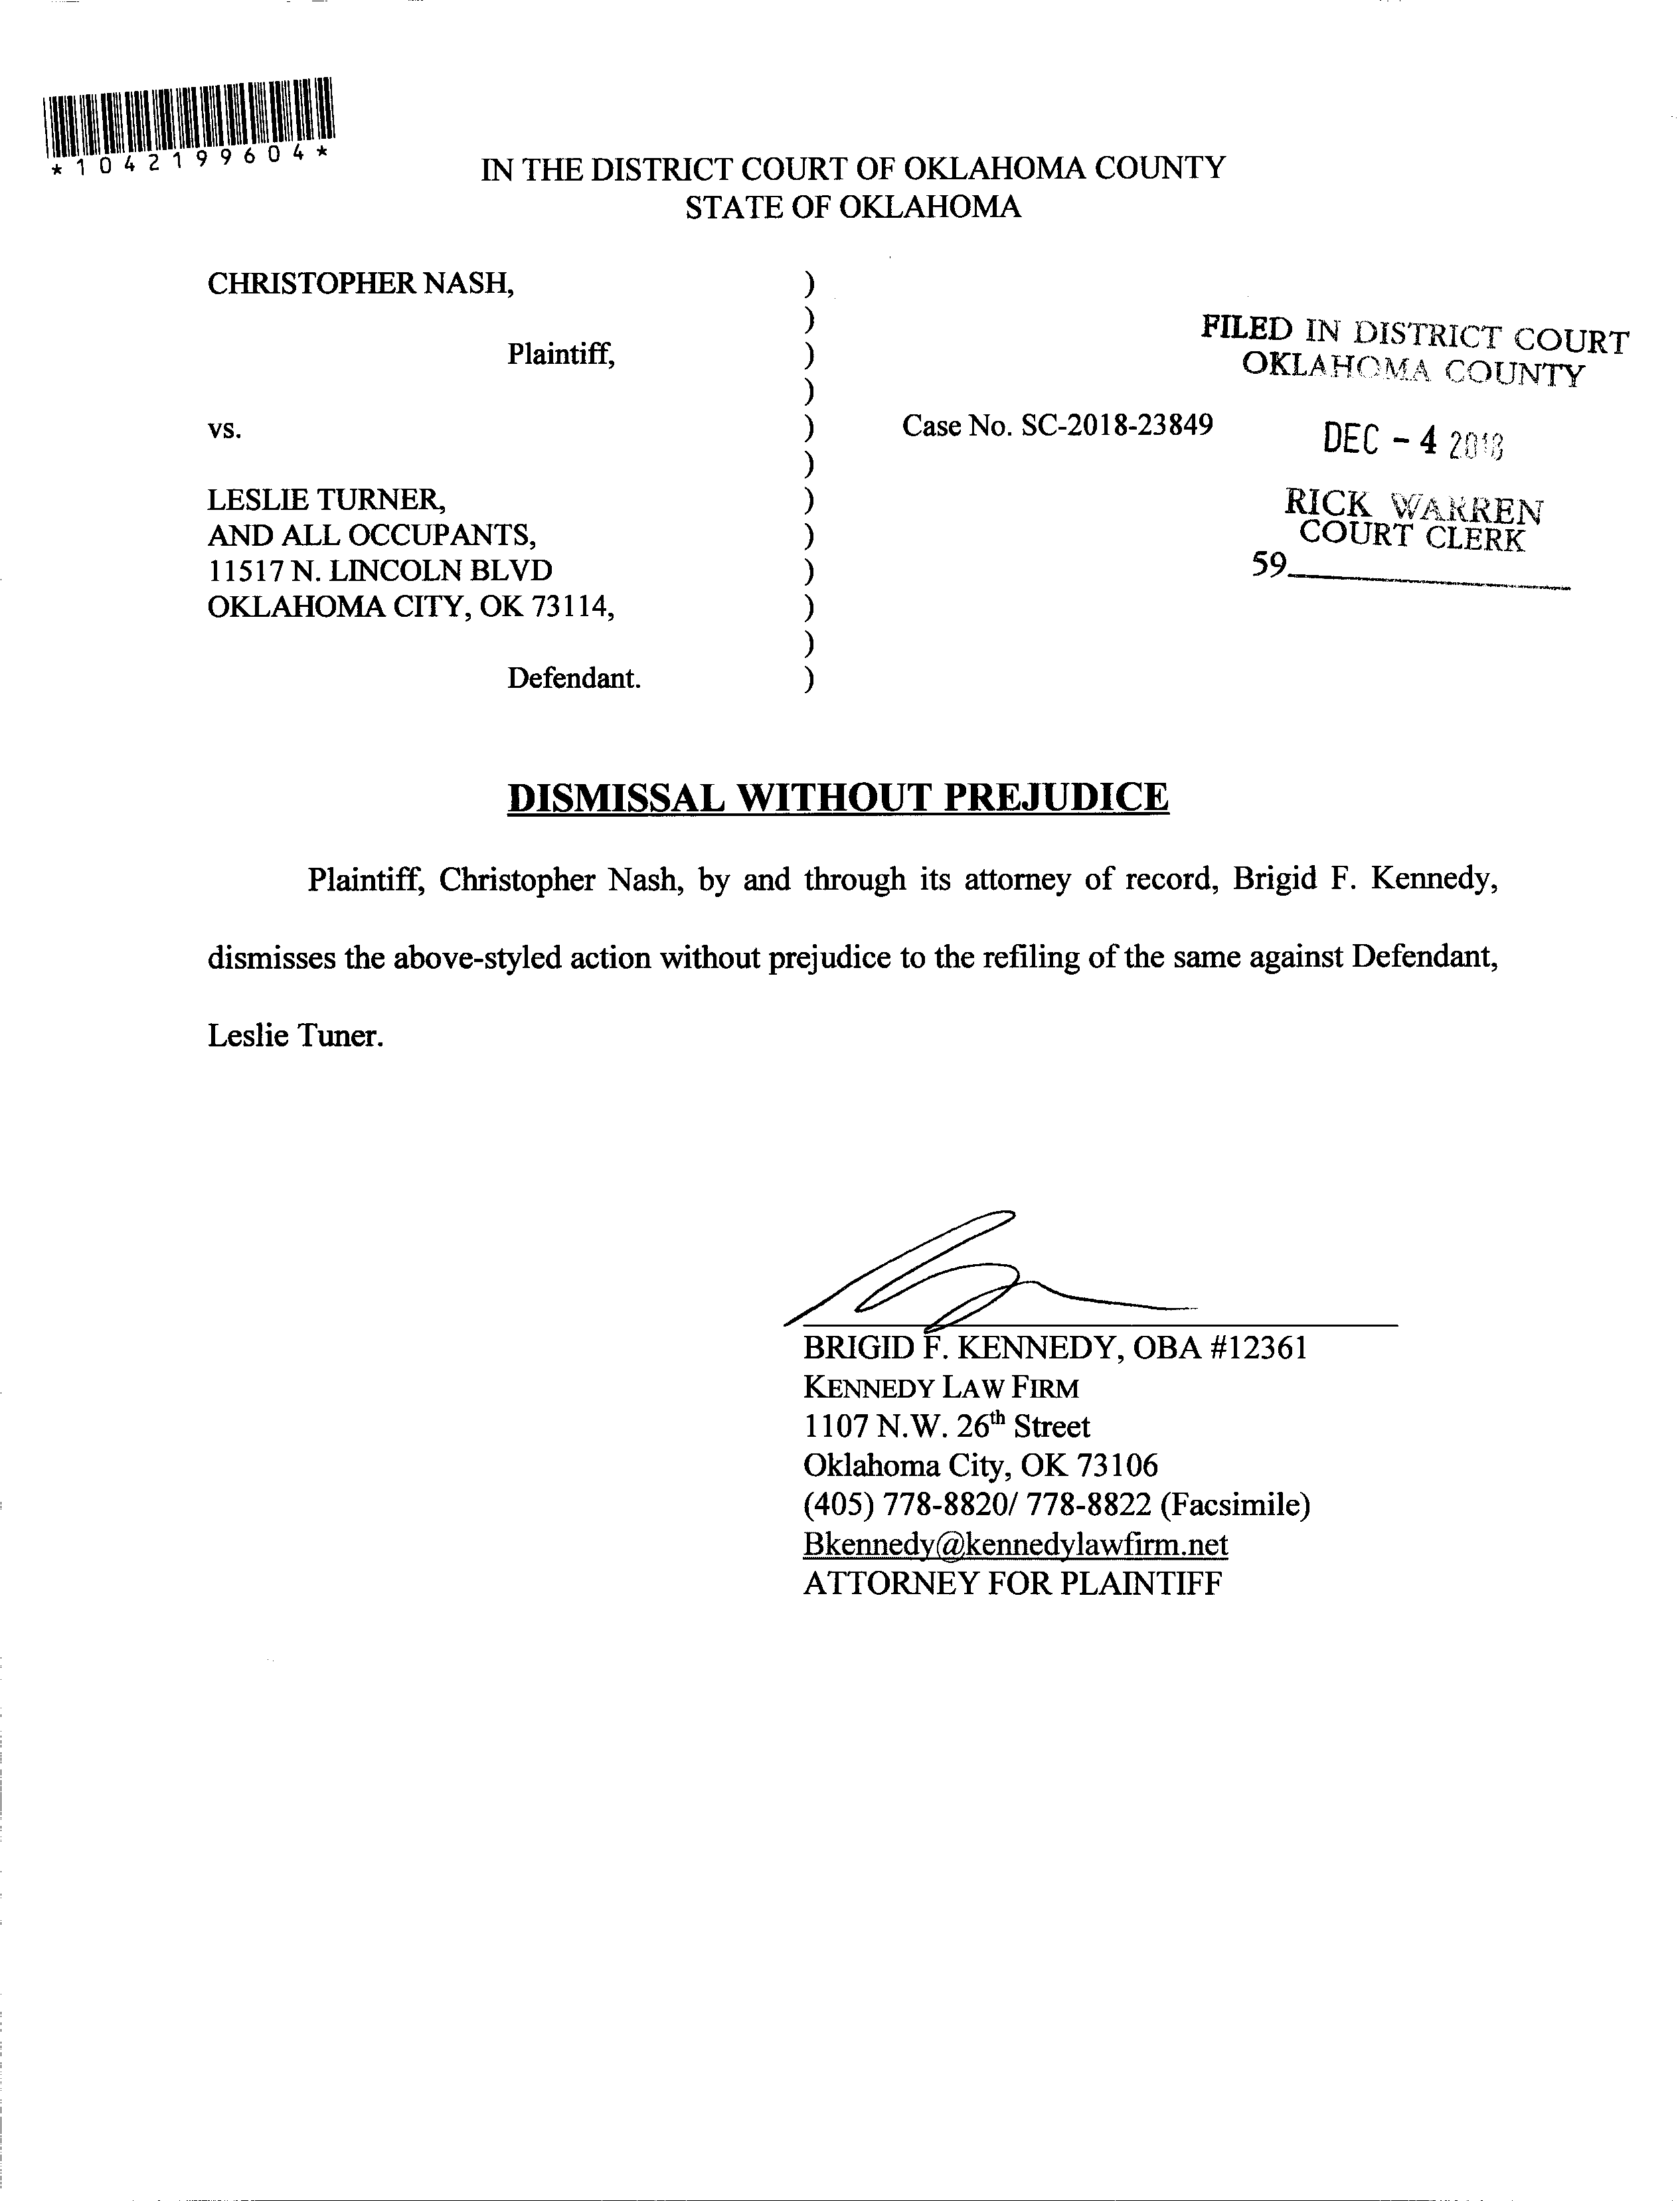 *1042199604*
IN THE DISTRICT COURT OF OKLAHOMA COUNTY
STATE OF OKLAHOMA
CHRISTOPHER NASH, )
)
Plaintiff, )
)
vs. ) Case No. SC-2018-23849
)
LESLIE TURNER, )
AND ALL OCCUPANTS, )
11517 N. LINCOLN BLVD )
OKLAHOMA CITY, OK 73114, )
)
Defendant. )
FILED IN DISTRICT COURT
OKLAHOMA COUNTY
DEC - 4 2018
RICK WARREN
COURT CLERK
59
DISMISSAL WITHOUT PREJUDICE
Plaintiff, Christopher Nash, by and through its attorney of record, Brigid F. Kennedy,
dismisses the above-styled action without prejudice to the refiling of the same against Defendant,
Leslie Tuner.
BRIGID F. KENNEDY, OBA #12361
KENNEDY LAW FIRM
1107 N.W. 26th Street
Oklahoma City, OK 73106
(405) 778-8820/ 778-8822 (Facsimile)
Bkennedy@kennedylawfirm.net
ATTORNEY FOR PLAINTIFF